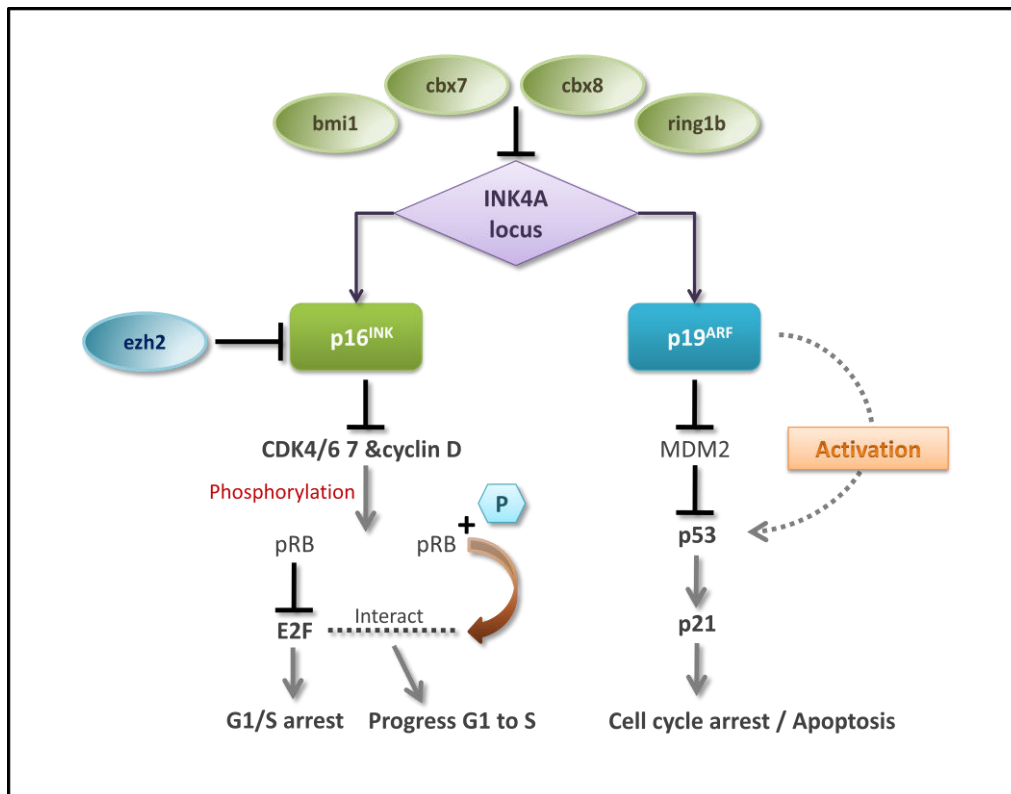 cbx7
cbx8
bmi1
ring1b
INK4A
locus
ezh2
p16INK
p19ARF
CDK4/6 7 &cyclin D
MDM2
Activation
Phosphorylation
P
+
pRB
pRB
p53
Interact
E2F
p21
G1/S arrest
Progress G1 to S
Cell cycle arrest / Apoptosis